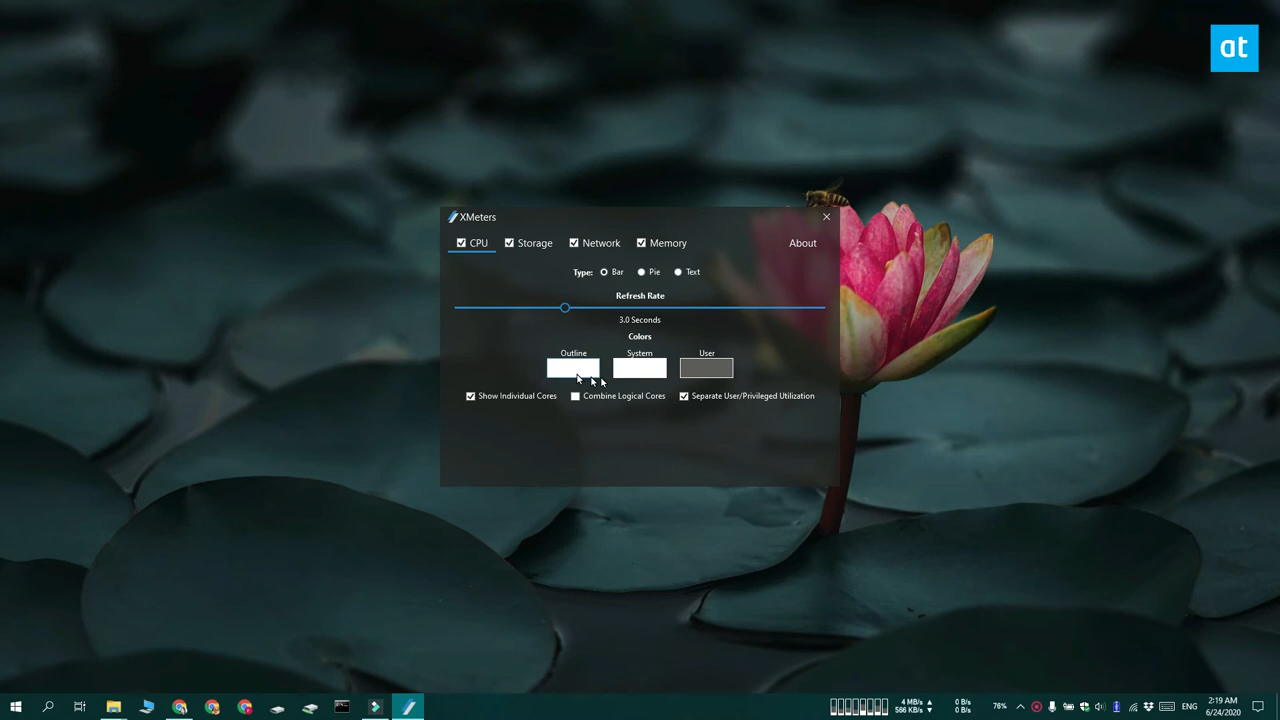 at
XMeters
CPU Storage Network Memory About
Type: Bar Pie Text
Refresh Rate
3.0 Seconds
Colors
Outline System User
Show Individual Cores Combine Logical Cores Separate User/Privileged Utilization
4 MB/s 0 B/s 76% ENG 2:19 AM
566 KB/s 0 B/s 6/24/2020